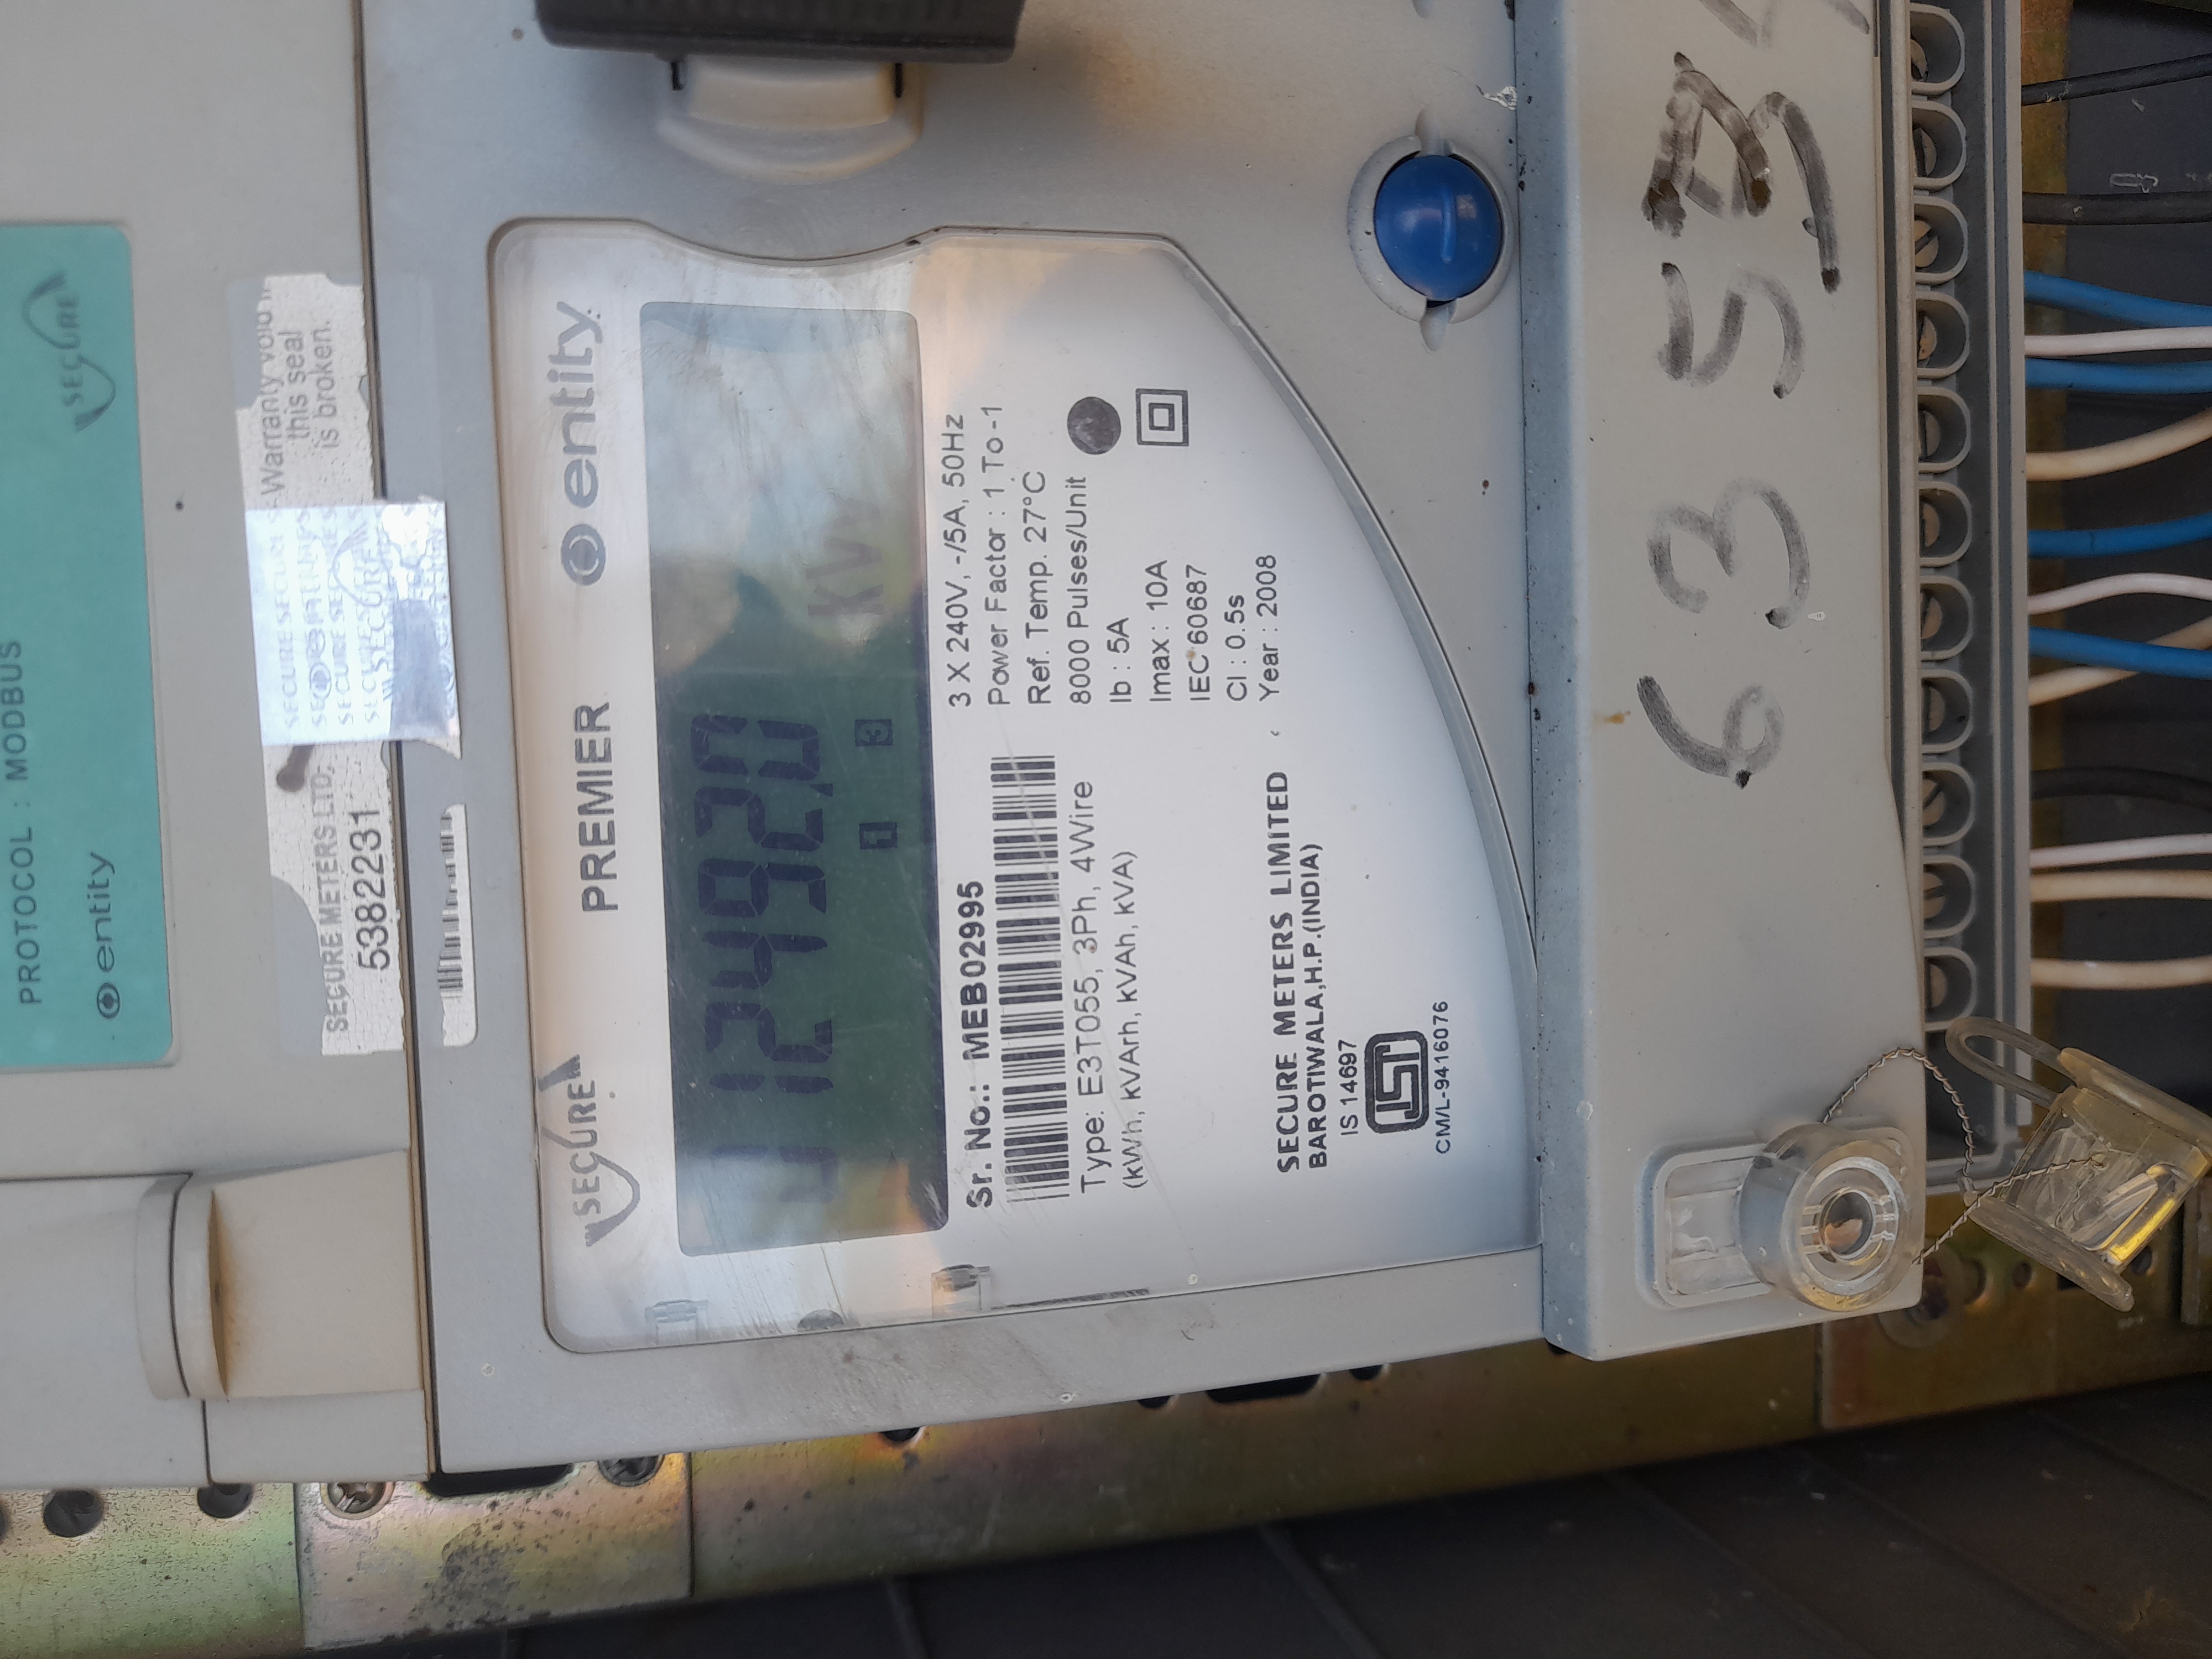 PROTOCOL : MODBUS
entity
SECURE
Warranty void if
this seal
is broken.
SECURE METERS LTD.
5382231
SECURE
PREMIER
entity
1 3
Sr. No.: MEB02995
Type: E3T055, 3Ph, 4Wire
(kWh, kVArh, kVAh, kVA)
3 X 240V, -/5A, 50Hz
Power Factor : 1 To -1
Ref. Temp. 27°C
8000 Pulses/Unit
Ib : 5A
Imax : 10A
IEC 60687
Cl : 0.5s
Year : 2008
SECURE METERS LIMITED
BAROTIWALA,H.P.(INDIA)
IS 14697
ISI
CM/L-9416076